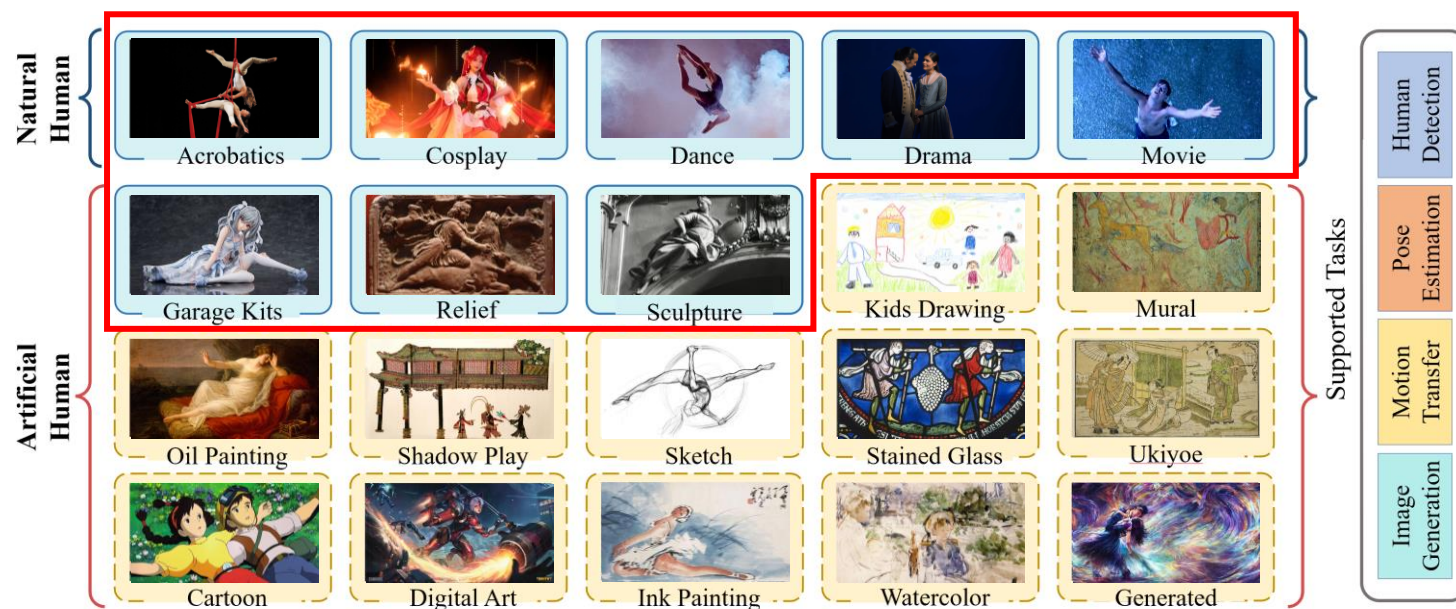 Natural
Human
Acrobatics
Cosplay
Dance
Drama
Movie
Artificial
Human
Garage Kits
Relief
Sculpture
Kids Drawing
Mural
Oil Painting
Shadow Play
Sketch
Stained Glass
Ukiyoe
Cartoon
Digital Art
Ink Painting
Watercolor
Generated
Supported Tasks
Human
Detection
Pose
Estimation
Motion
Transfer
Image
Generation